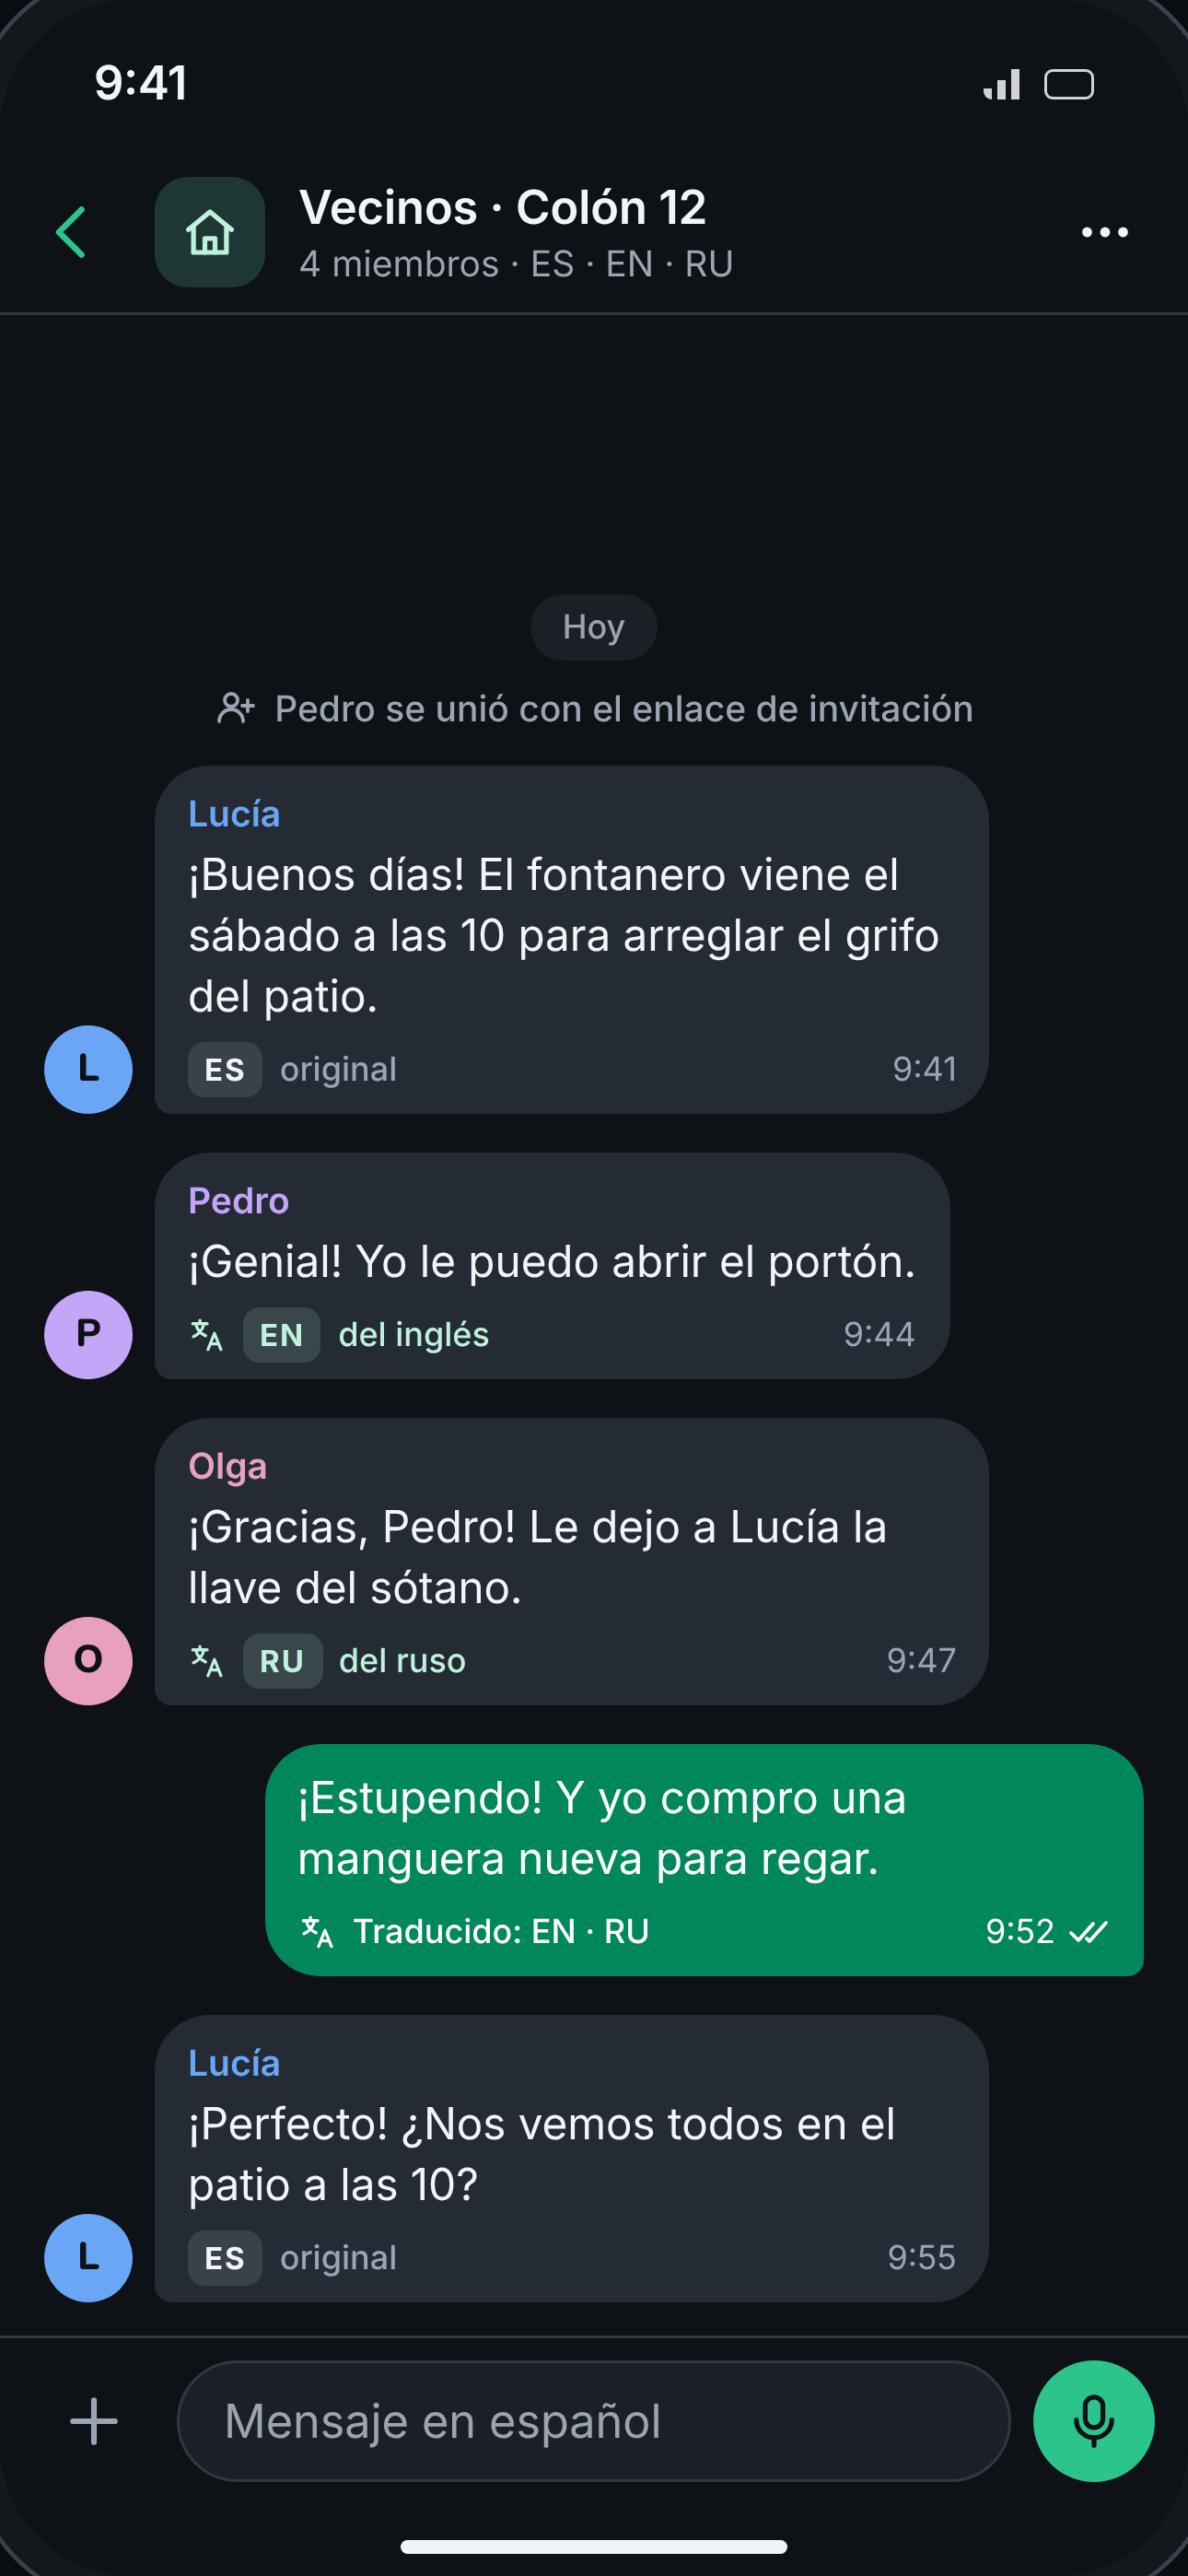 9:41
Vecinos · Colón 12
4 miembros · ES · EN · RU
Hoy
Pedro se unió con el enlace de invitación
Lucía
¡Buenos días! El fontanero viene el
sábado a las 10 para arreglar el grifo
del patio.
L
ES original 9:41
Pedro
¡Genial! Yo le puedo abrir el portón.
P
EN del inglés 9:44
Olga
¡Gracias, Pedro! Le dejo a Lucía la
llave del sótano.
O
RU del ruso 9:47
¡Estupendo! Y yo compro una
manguera nueva para regar.
Traducido: EN · RU 9:52
Lucía
¡Perfecto! ¿Nos vemos todos en el
patio a las 10?
L
ES original 9:55
Mensaje en español